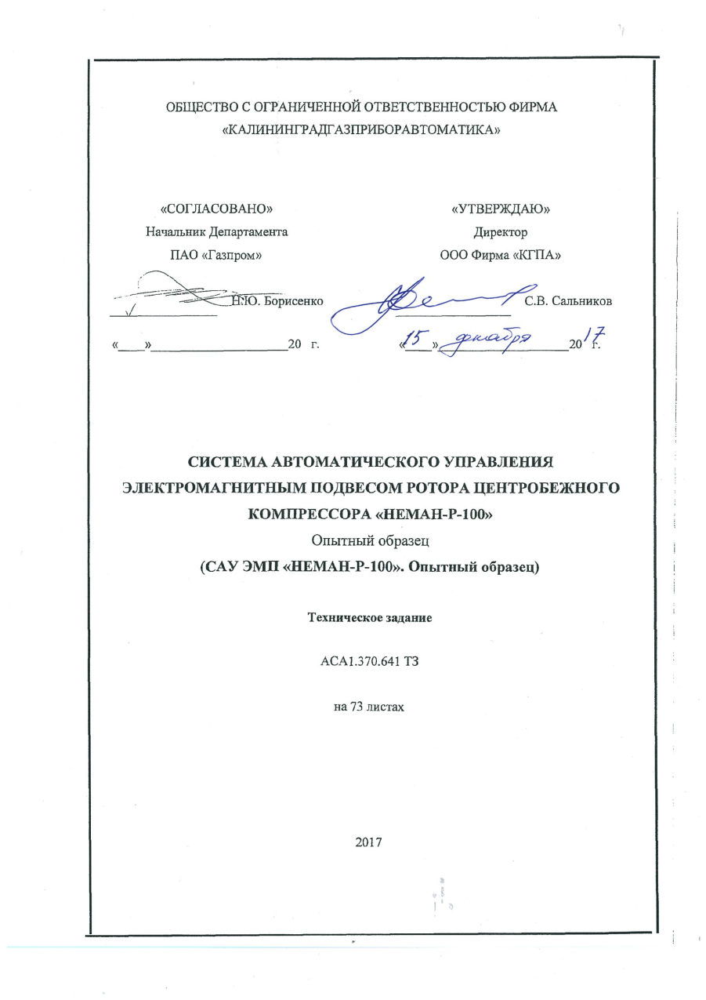 ОБЩЕСТВО С ОГРАНИЧЕННОЙ ОТВЕТСТВЕННОСТЬЮ ФИРМА
«КАЛИНИНГРАДГАЗПРИБОРАВТОМАТИКА»
«СОГЛАСОВАНО»
Начальник Департамента
ПАО «Газпром»
Н.Ю. Борисенко
«____»____________________20 г.
«УТВЕРЖДАЮ»
Директор
ООО Фирма «КГПА»
С.В. Сальников
«15» декабря 2017 г.
СИСТЕМА АВТОМАТИЧЕСКОГО УПРАВЛЕНИЯ
ЭЛЕКТРОМАГНИТНЫМ ПОДВЕСОМ РОТОРА ЦЕНТРОБЕЖНОГО
КОМПРЕССОРА «НЕМАН-Р-100»
Опытный образец
(САУ ЭМП «НЕМАН-Р-100». Опытный образец)
Техническое задание
АСА1.370.641 ТЗ
на 73 листах
2017